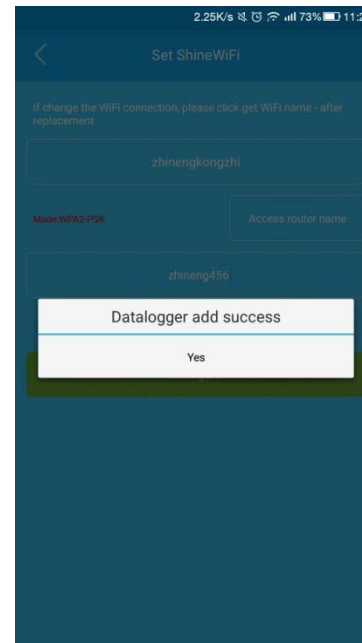 2.25K/s 73% 11:2
Set ShineWiFi
If change the WiFi connection, please click get WiFi name - after
replacement
zhinengkongzhi
Mode:WPA2-PSK
Access router name
zhineng456
Datalogger add success
Yes